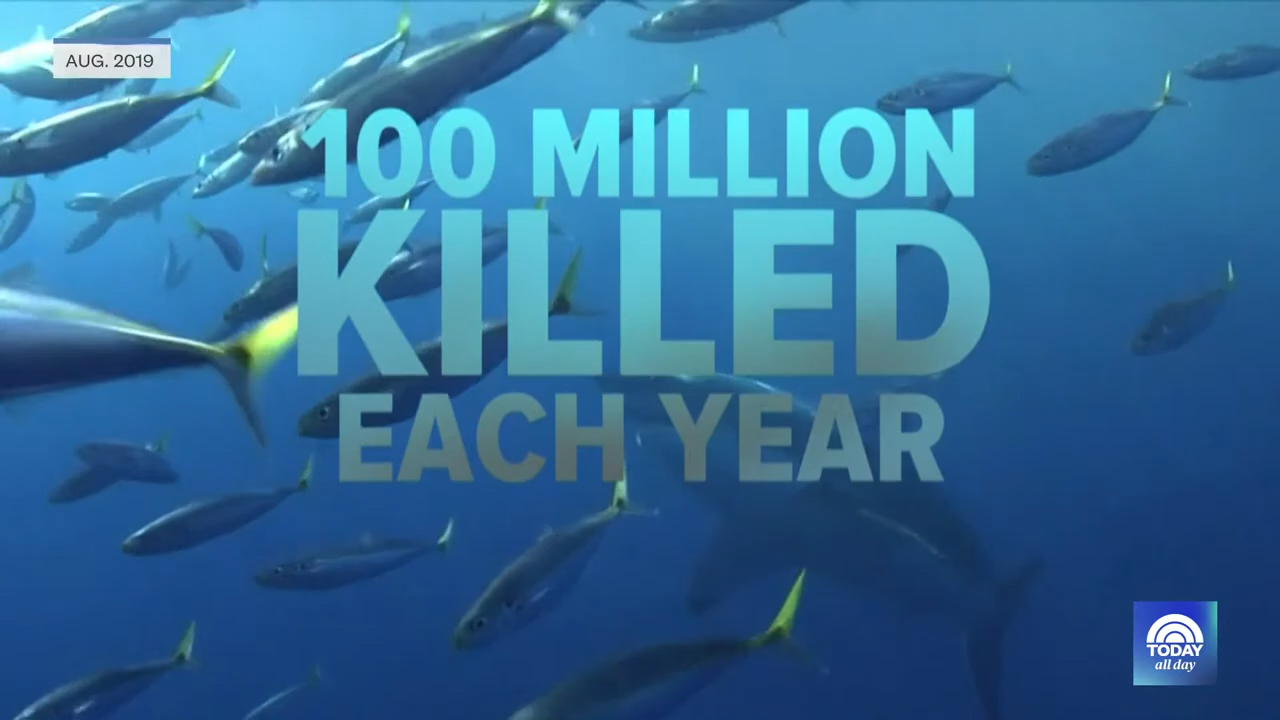 AUG. 2019
100 MILLION
KILLED
EACH YEAR
TODAY
all day